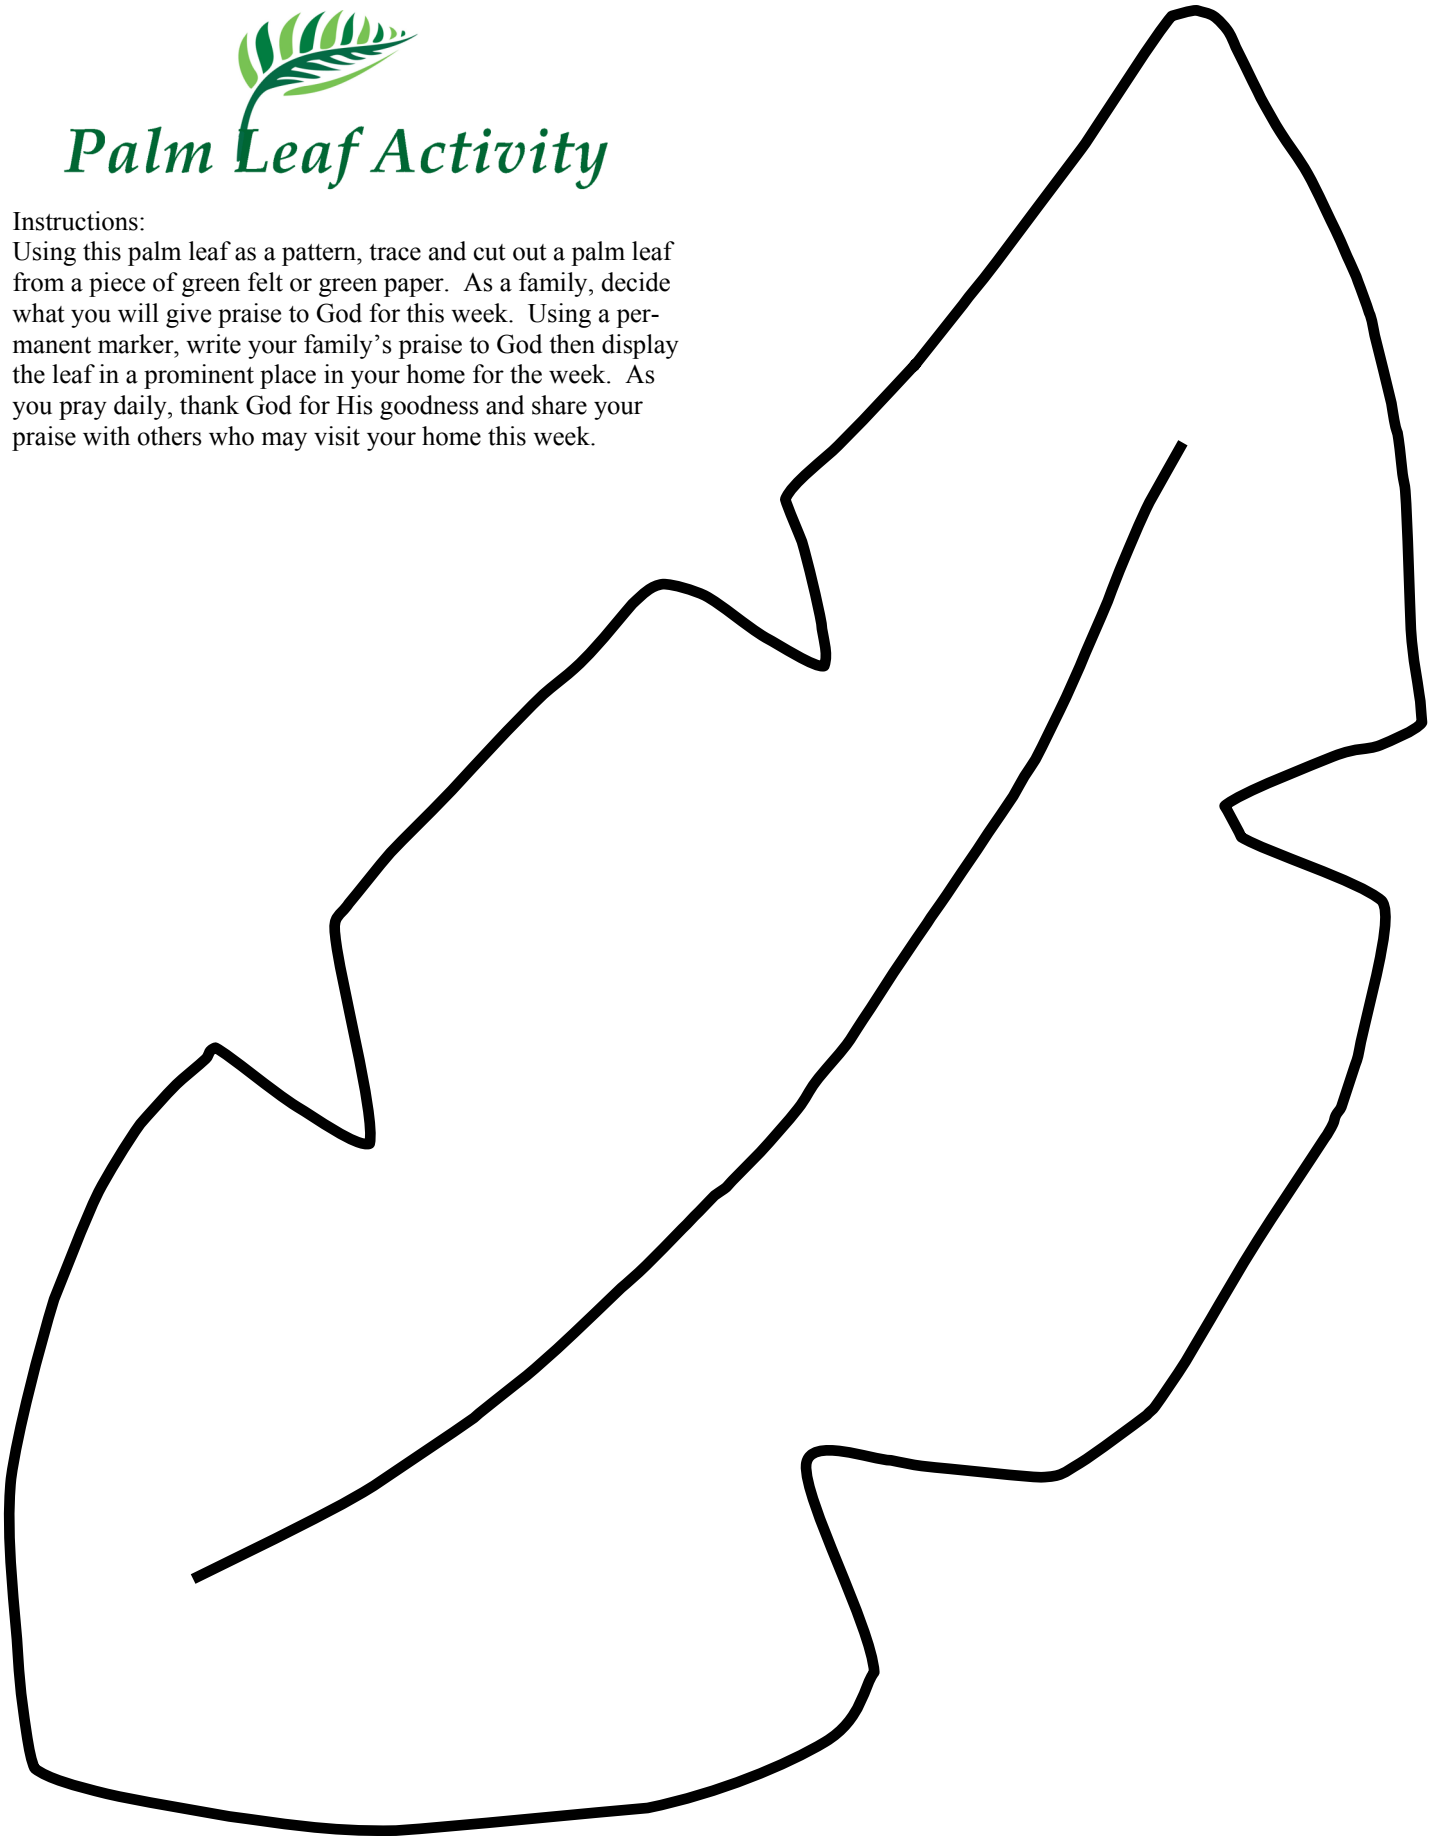 Palm Leaf Activity
Instructions:
Using this palm leaf as a pattern, trace and cut out a palm leaf
from a piece of green felt or green paper.  As a family, decide
what you will give praise to God for this week.  Using a per-
manent marker, write your family’s praise to God then display
the leaf in a prominent place in your home for the week.  As
you pray daily, thank God for His goodness and share your
praise with others who may visit your home this week.